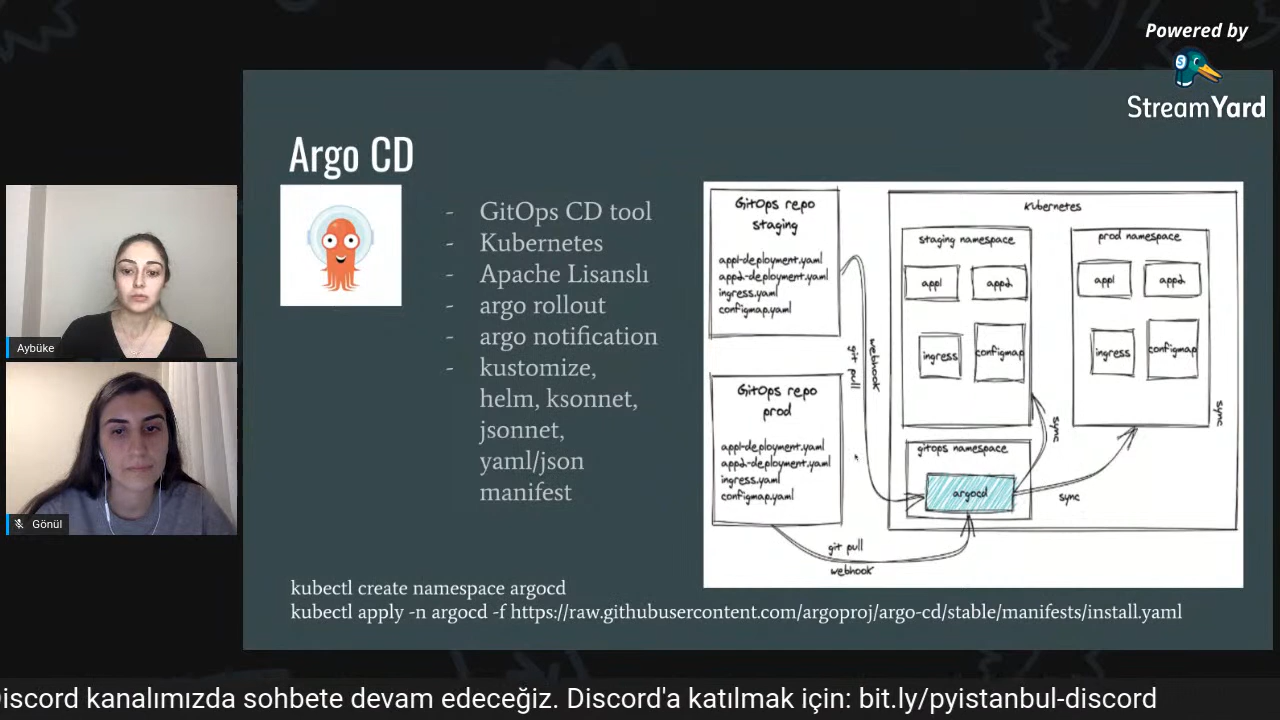 Powered by
StreamYard
Argo CD
- GitOps CD tool
- Kubernetes
- Apache Lisanslı
- argo rollout
- argo notification
- kustomize,
helm, ksonnet,
jsonnet,
yaml/json
manifest
GitOps repo
staging
app1-deployment.yaml
app2-deployment.yaml
ingress.yaml
configmap.yaml
GitOps repo
prod
app1-deployment.yaml
app2-deployment.yaml
ingress.yaml
configmap.yaml
git pull
webhook
git pull
webhook
Kubernetes
staging namespace
app1
app2
ingress
configmap
prod namespace
app1
app2
ingress
configmap
gitops namespace
argocd
sync
sync
sync
kubectl create namespace argocd
kubectl apply -n argocd -f https://raw.githubusercontent.com/argoproj/argo-cd/stable/manifests/install.yaml
Aybüke
Gönül
Discord kanalımızda sohbete devam edeceğiz. Discord'a katılmak için: bit.ly/pyistanbul-discord